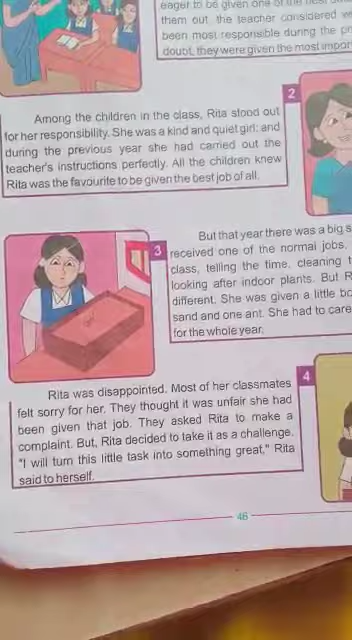 eager to be given one of the best
them out, the teacher considered
been most responsible during the
doubt, they were given the most
2
Among the children in the class, Rita stood out
for her responsibility. She was a kind and quiet girl; and
during the previous year she had carried out the
teacher's instructions perfectly. All the children knew
Rita was the favourite to be given the best job of all.
3
But that year there was a big
received one of the normal jobs,
class, telling the time, cleaning
looking after indoor plants. But
different. She was given a little
sand and one ant. She had to care
for the whole year.
4
Rita was disappointed. Most of her classmates
felt sorry for her. They thought it was unfair she had
been given that job. They asked Rita to make a
complaint. But, Rita decided to take it as a challenge.
"I will turn this little task into something great," Rita
said to herself.
46